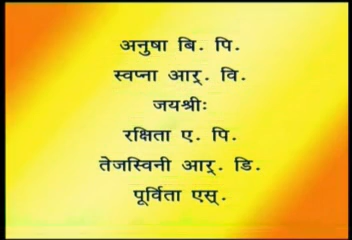 अनुषा बि. पि.
स्वप्ना आर्. वि.
जयश्रीः
रक्षिता ए. पि.
तेजस्विनी आर्. डि.
पूर्विता एस्.